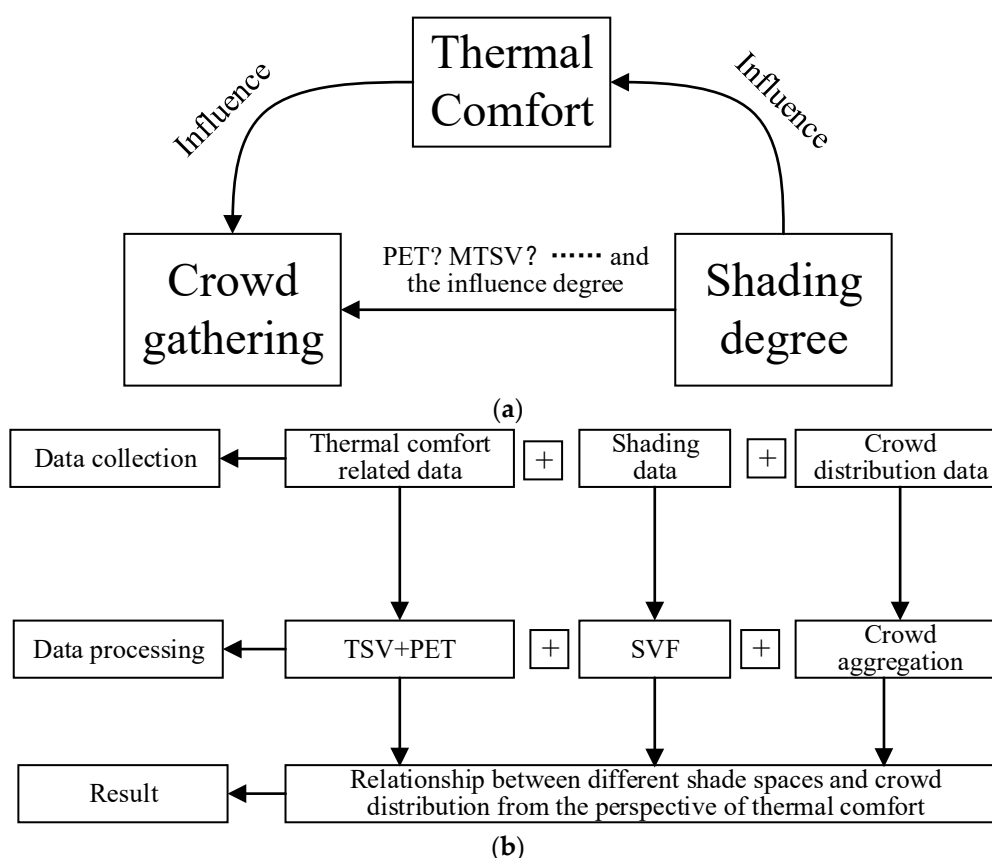 Thermal
Comfort
Influence
Influence
PET? MTSV？ ⋯⋯ and
the influence degree
Crowd
gathering
Shading
degree
(a)
Data collection
Thermal comfort
related data
+
Shading
data
+
Crowd
distribution data
Data processing
TSV+PET
+
SVF
+
Crowd
aggregation
Result
Relationship between different shade spaces and crowd
distribution from the perspective of thermal comfort
(b)